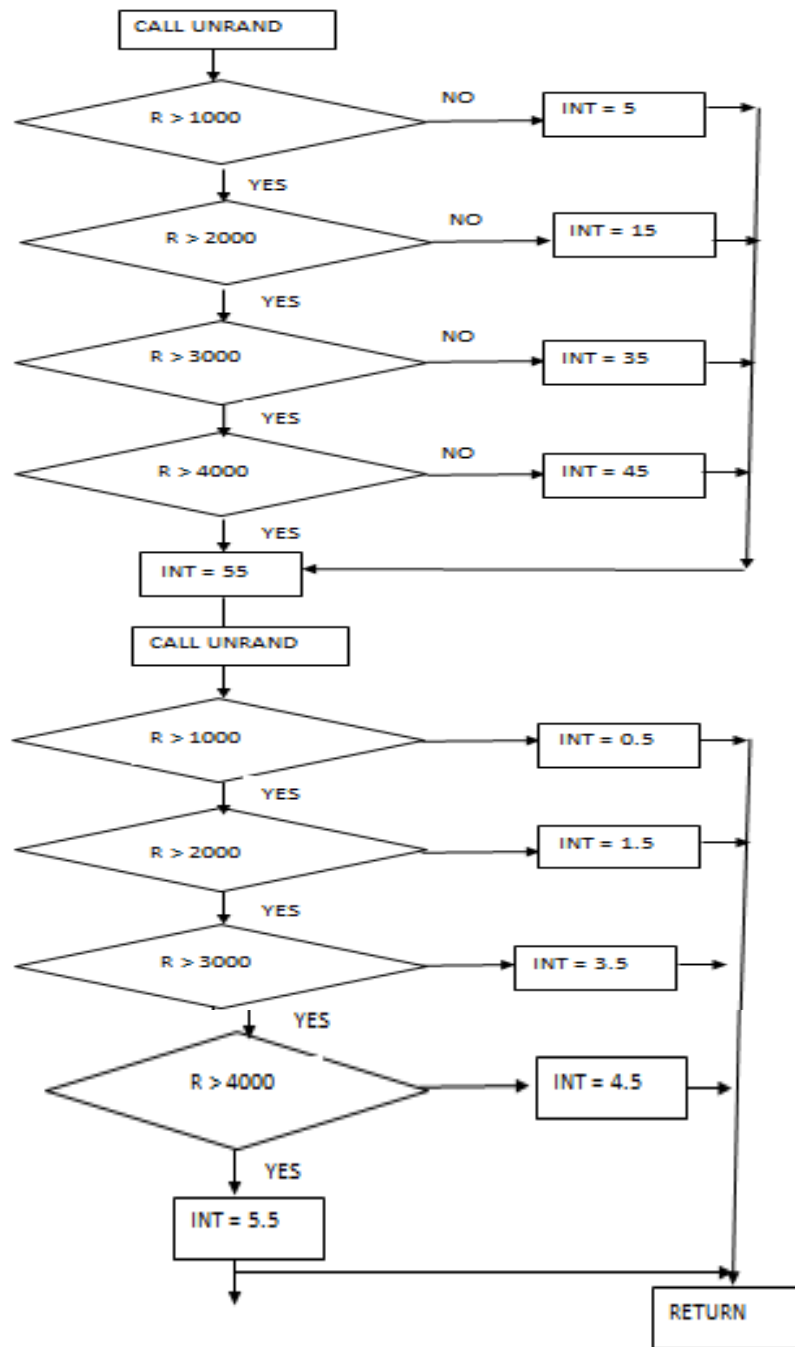 CALL UNRAND
R > 1000
NO
INT = 5
YES
R > 2000
NO
INT = 15
YES
R > 3000
NO
INT = 35
YES
R > 4000
NO
INT = 45
YES
INT = 55
CALL UNRAND
R > 1000
INT = 0.5
YES
R > 2000
INT = 1.5
YES
R > 3000
INT = 3.5
YES
R > 4000
INT = 4.5
YES
INT = 5.5
RETURN